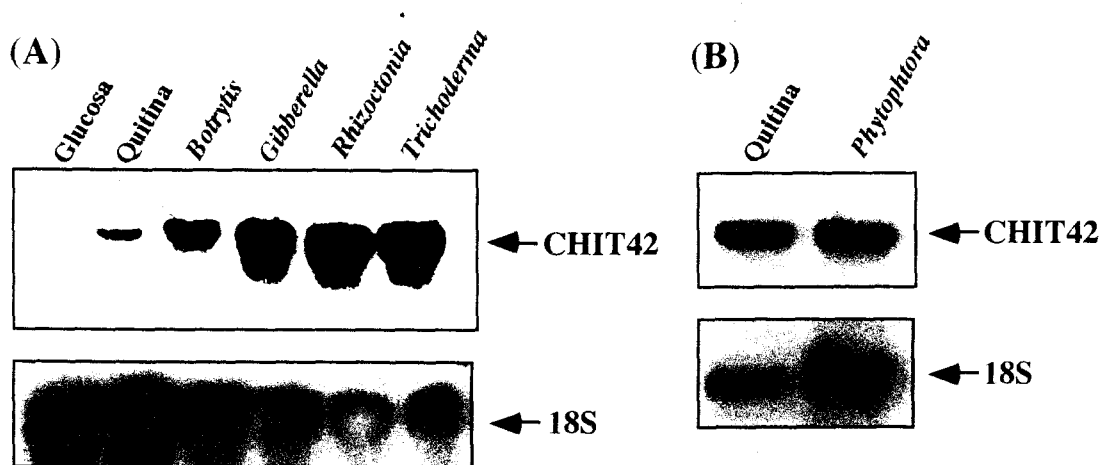 (A)
Glucosa
Quitina
Botrytis
Gibberella
Rhizoctonia
Trichoderma
CHIT42
18S
(B)
Quitina
Phytophtora
CHIT42
18S